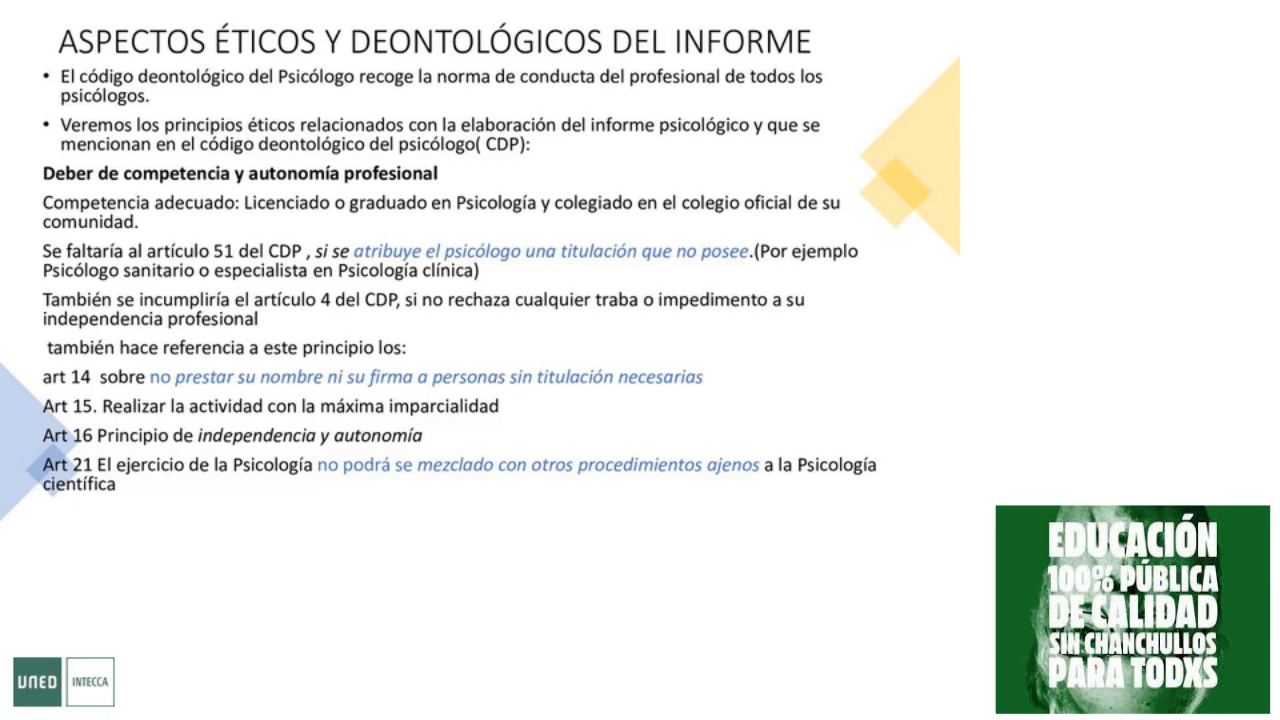 ASPECTOS ÉTICOS Y DEONTOLÓGICOS DEL INFORME
• El código deontológico del Psicólogo recoge la norma de conducta del profesional de todos los
psicólogos.
• Veremos los principios éticos relacionados con la elaboración del informe psicológico y que se
mencionan en el código deontológico del psicólogo( CDP):
Deber de competencia y autonomía profesional
Competencia adecuado: Licenciado o graduado en Psicología y colegiado en el colegio oficial de su
comunidad.
Se faltaría al artículo 51 del CDP , si se atribuye el psicólogo una titulación que no posee.(Por ejemplo
Psicólogo sanitario o especialista en Psicología clínica)
También se incumpliría el artículo 4 del CDP, si no rechaza cualquier traba o impedimento a su
independencia profesional
también hace referencia a este principio los:
art 14 sobre no prestar su nombre ni su firma a personas sin titulación necesarias
Art 15. Realizar la actividad con la máxima imparcialidad
Art 16 Principio de independencia y autonomía
Art 21 El ejercicio de la Psicología no podrá se mezclado con otros procedimientos ajenos a la Psicología
científica
EDUCACIÓN
100% PÚBLICA
DE CALIDAD
SIN CHANCHULLOS
PARA TODXS
UNED INTECCA